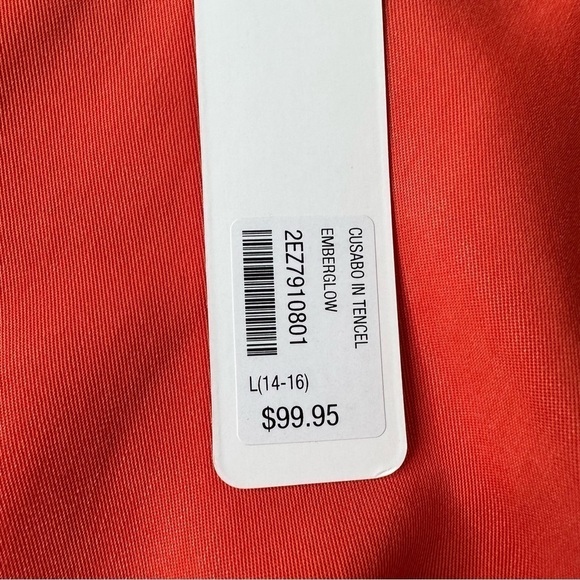 CUSABO IN TENCEL
EMBERGLOW
2EZ7910801
L(14-16)
$99.95